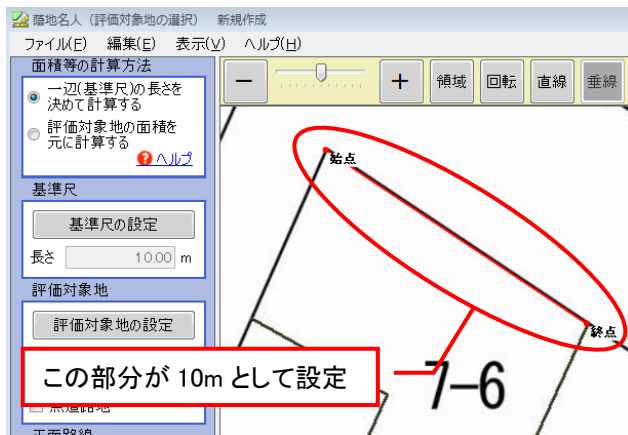 蔭地名人（評価対象地の選択） 新規作成
ファイル(F) 編集(E) 表示(V) ヘルプ(H)
面積等の計算方法
一辺(基準尺)の長さを
決めて計算する
評価対象地の面積を
元に計算する
ヘルプ
基準尺
基準尺の設定
長さ 10.00 m
評価対象地
評価対象地の設定
－ ＋ 領域 回転 直線 垂線
始点
終点
7-6
この部分が 10m として設定